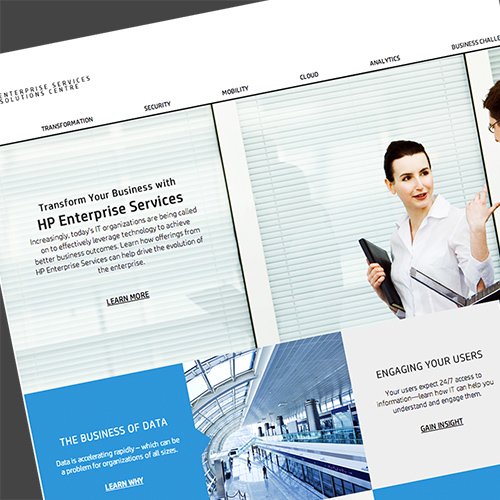 ENTERPRISE SERVICES
SOLUTIONS CENTRE
TRANSFORMATION
SECURITY
MOBILITY
CLOUD
ANALYTICS
BUSINESS
Transform Your Business with
HP Enterprise Services
Increasingly, today's IT organizations are being called
on to effectively leverage technology to achieve
better business outcomes. Learn how offerings from
HP Enterprise Services can help drive the evolution of
the enterprise.
LEARN MORE
THE BUSINESS OF DATA
Data is accelerating rapidly – which can be
a problem for organizations of all sizes.
LEARN WHY
ENGAGING YOUR USERS
Your users expect 24/7 access to
information—learn how IT can help you
understand and engage them.
GAIN INSIGHT